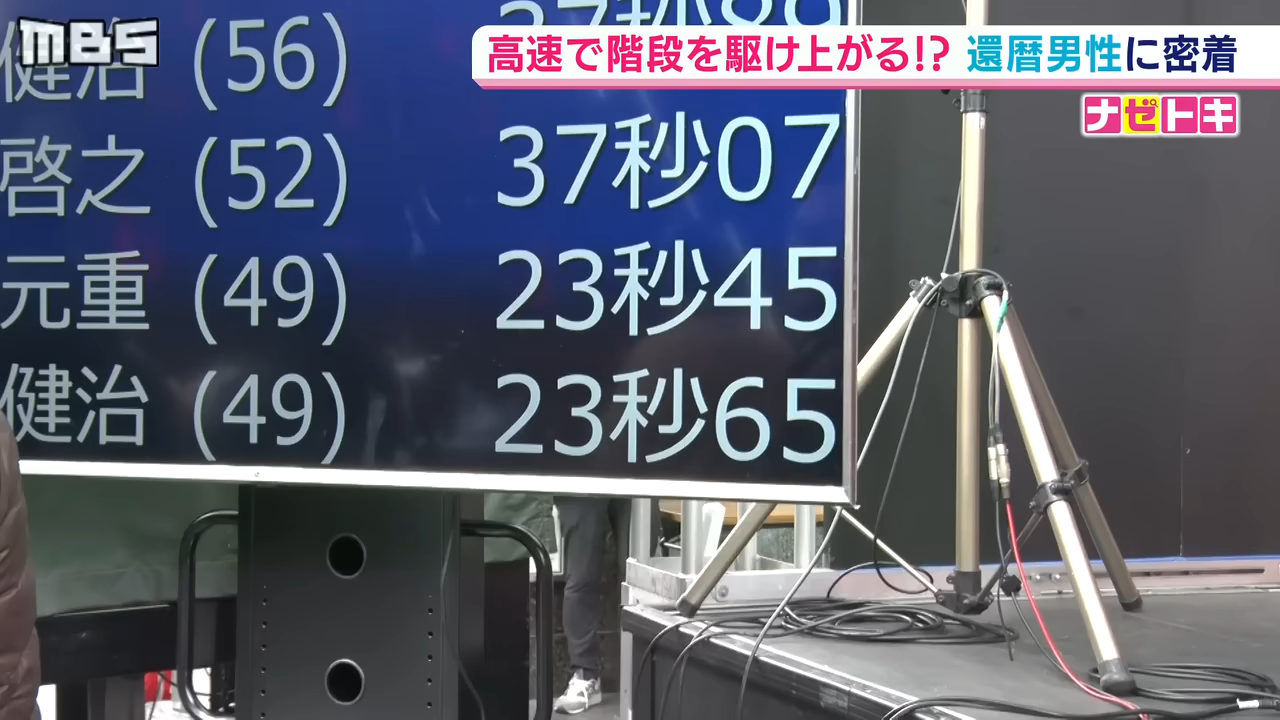 MBS
高速で階段を駆け上がる!? 還暦男性に密着
ナゼトキ
健治 (56)
啓之 (52) 37秒07
元重 (49) 23秒45
健治 (49) 23秒65